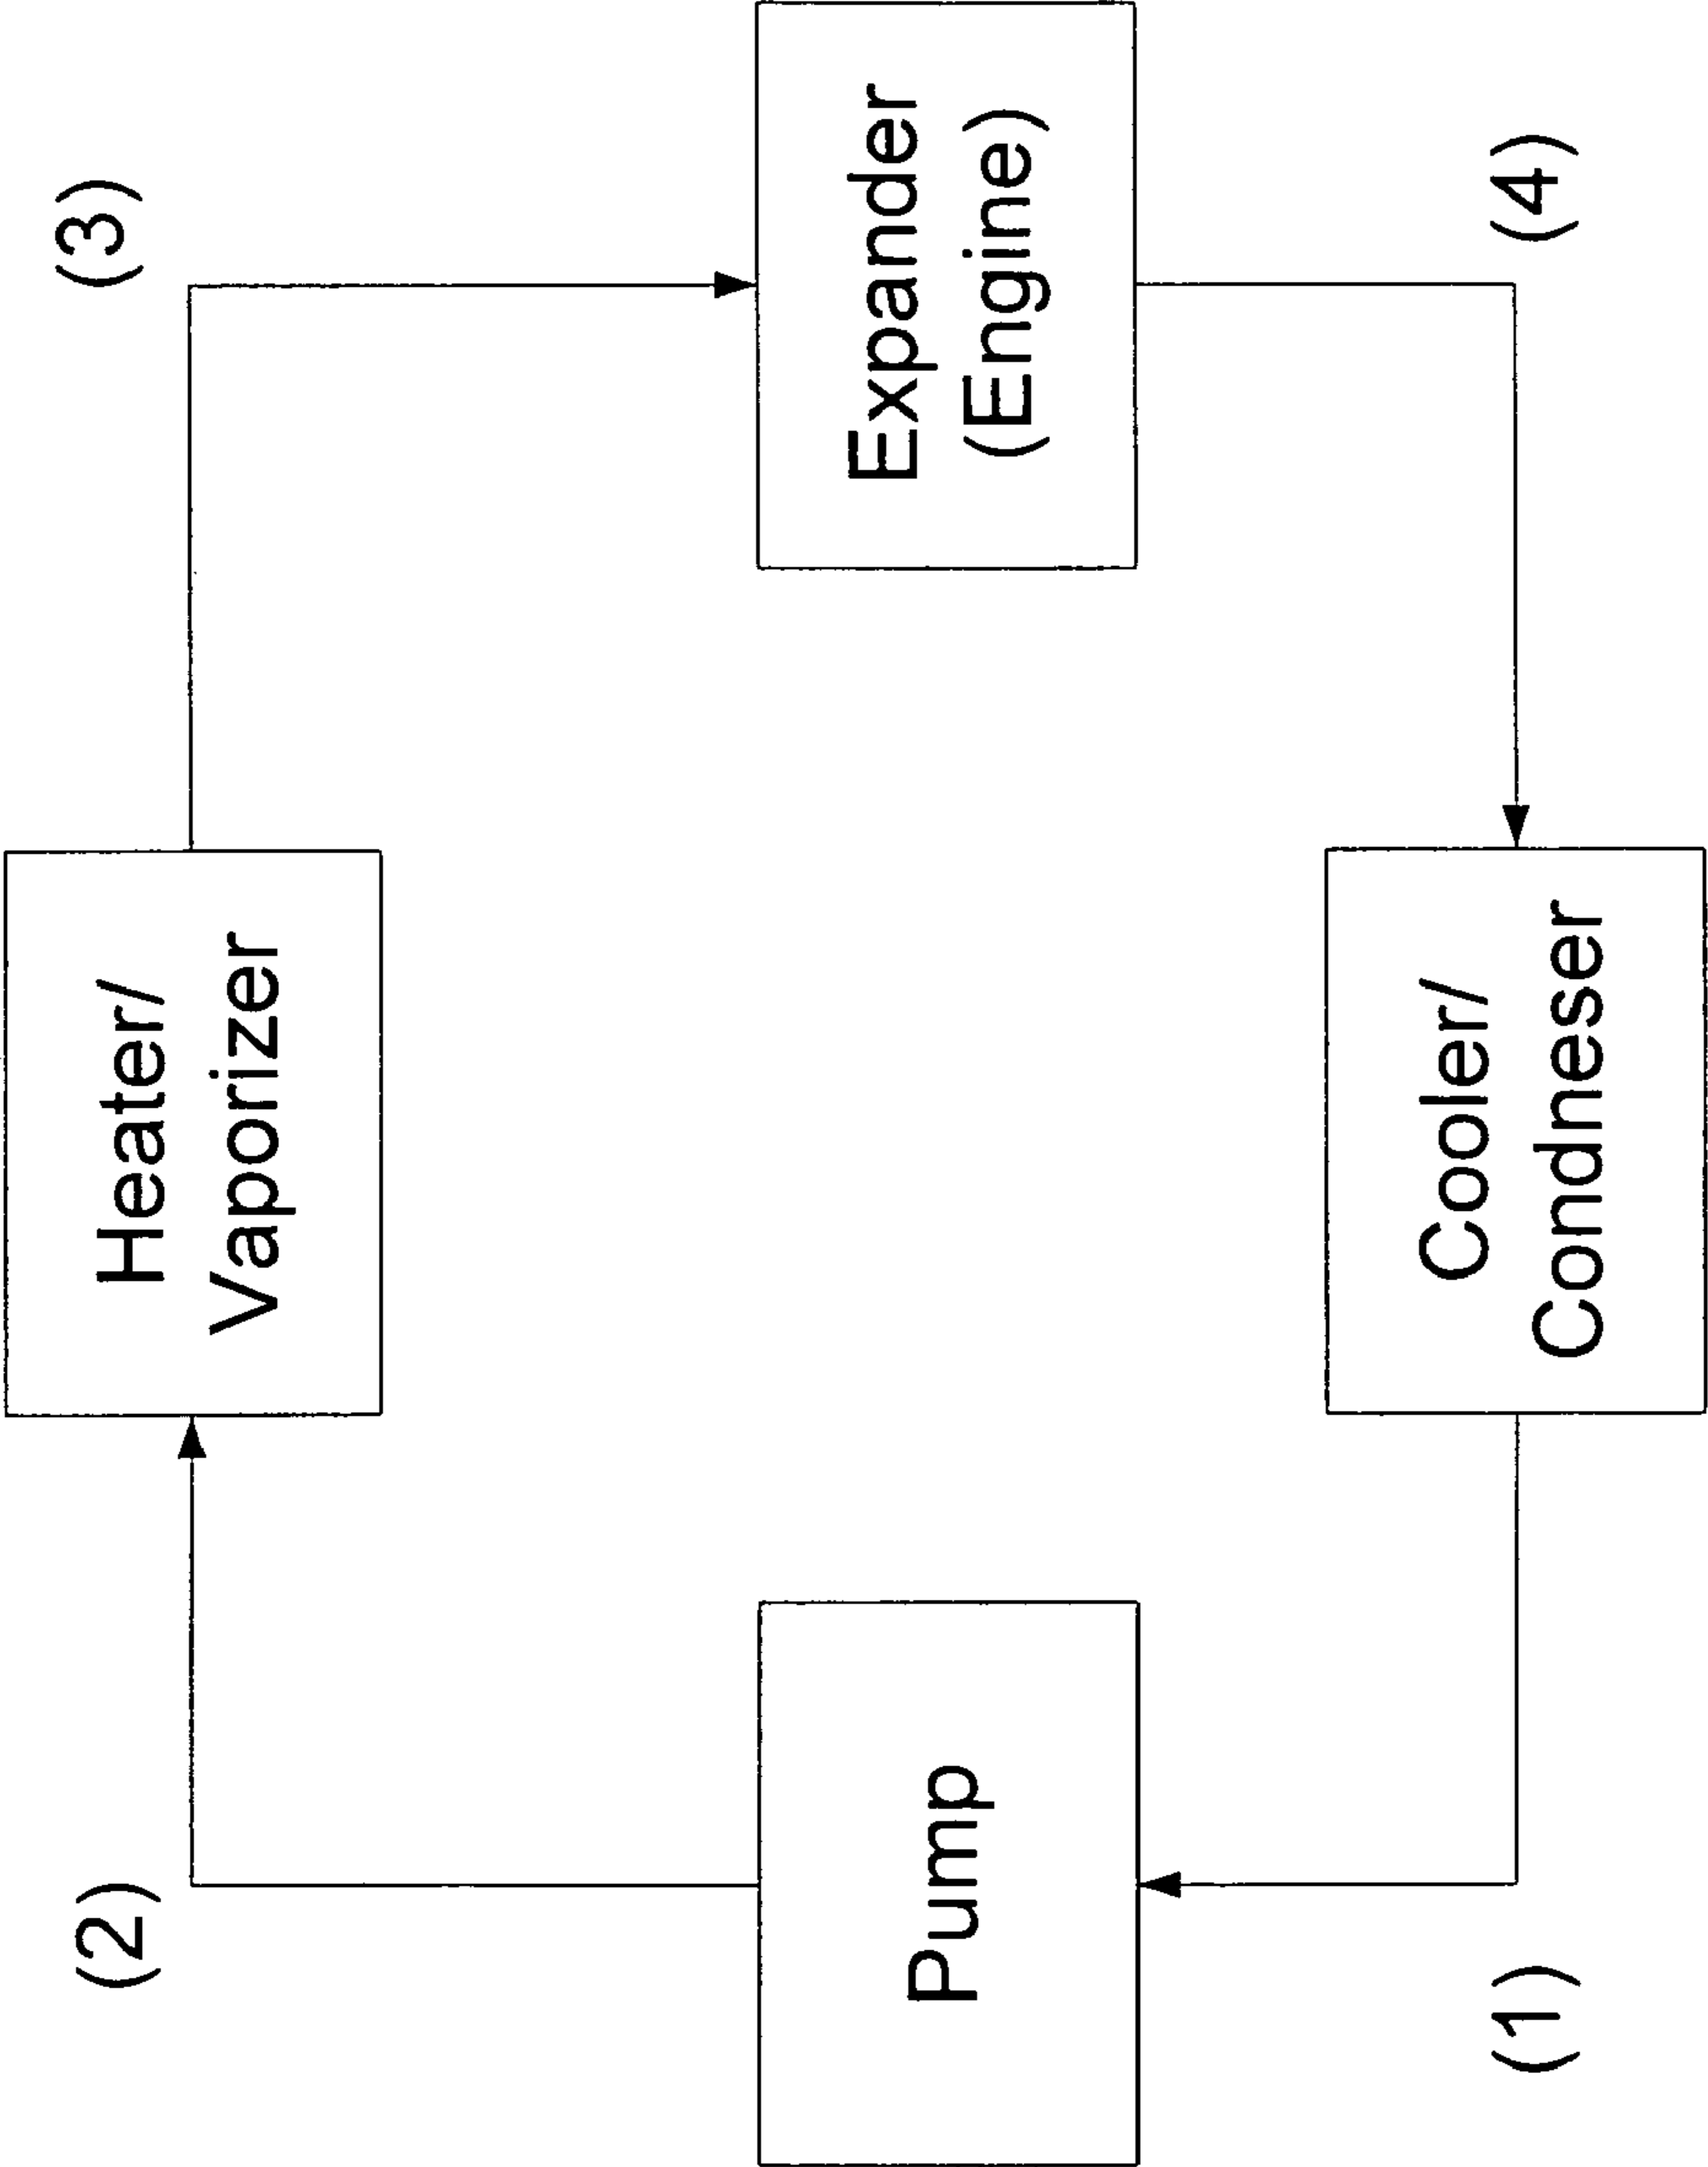 (2)
Heater/
Vaporizer
(3)
Pump
Expander
(Engine)
(1)
Cooler/
Condneser
(4)